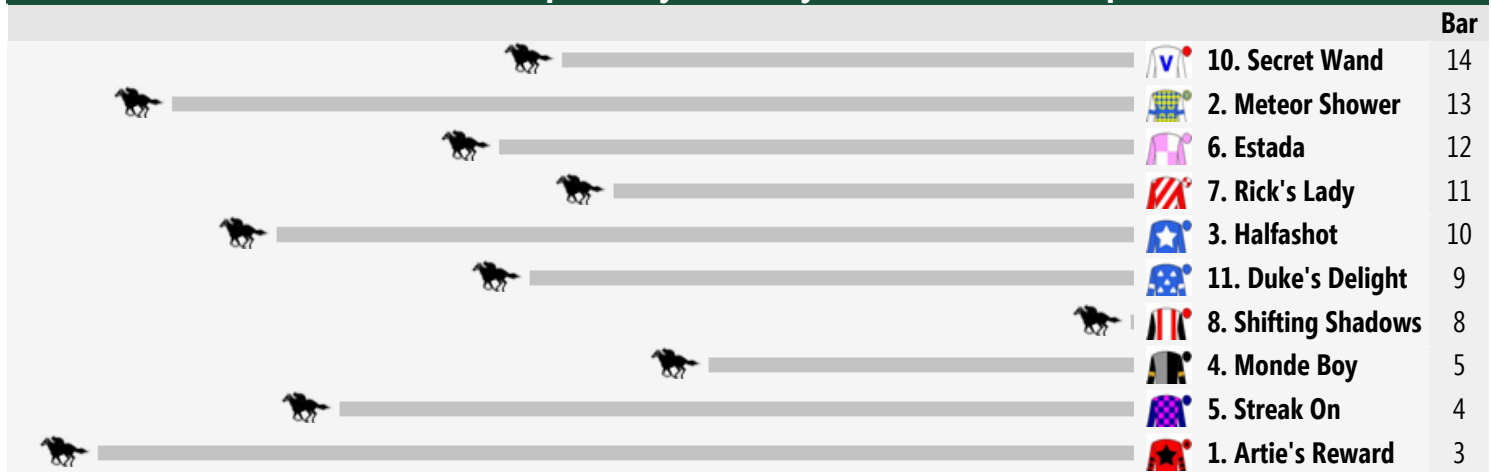 Bar
V 10. Secret Wand 14
2. Meteor Shower 13
6. Estada 12
7. Rick's Lady 11
3. Halfashot 10
11. Duke's Delight 9
8. Shifting Shadows 8
4. Monde Boy 5
5. Streak On 4
1. Artie's Reward 3